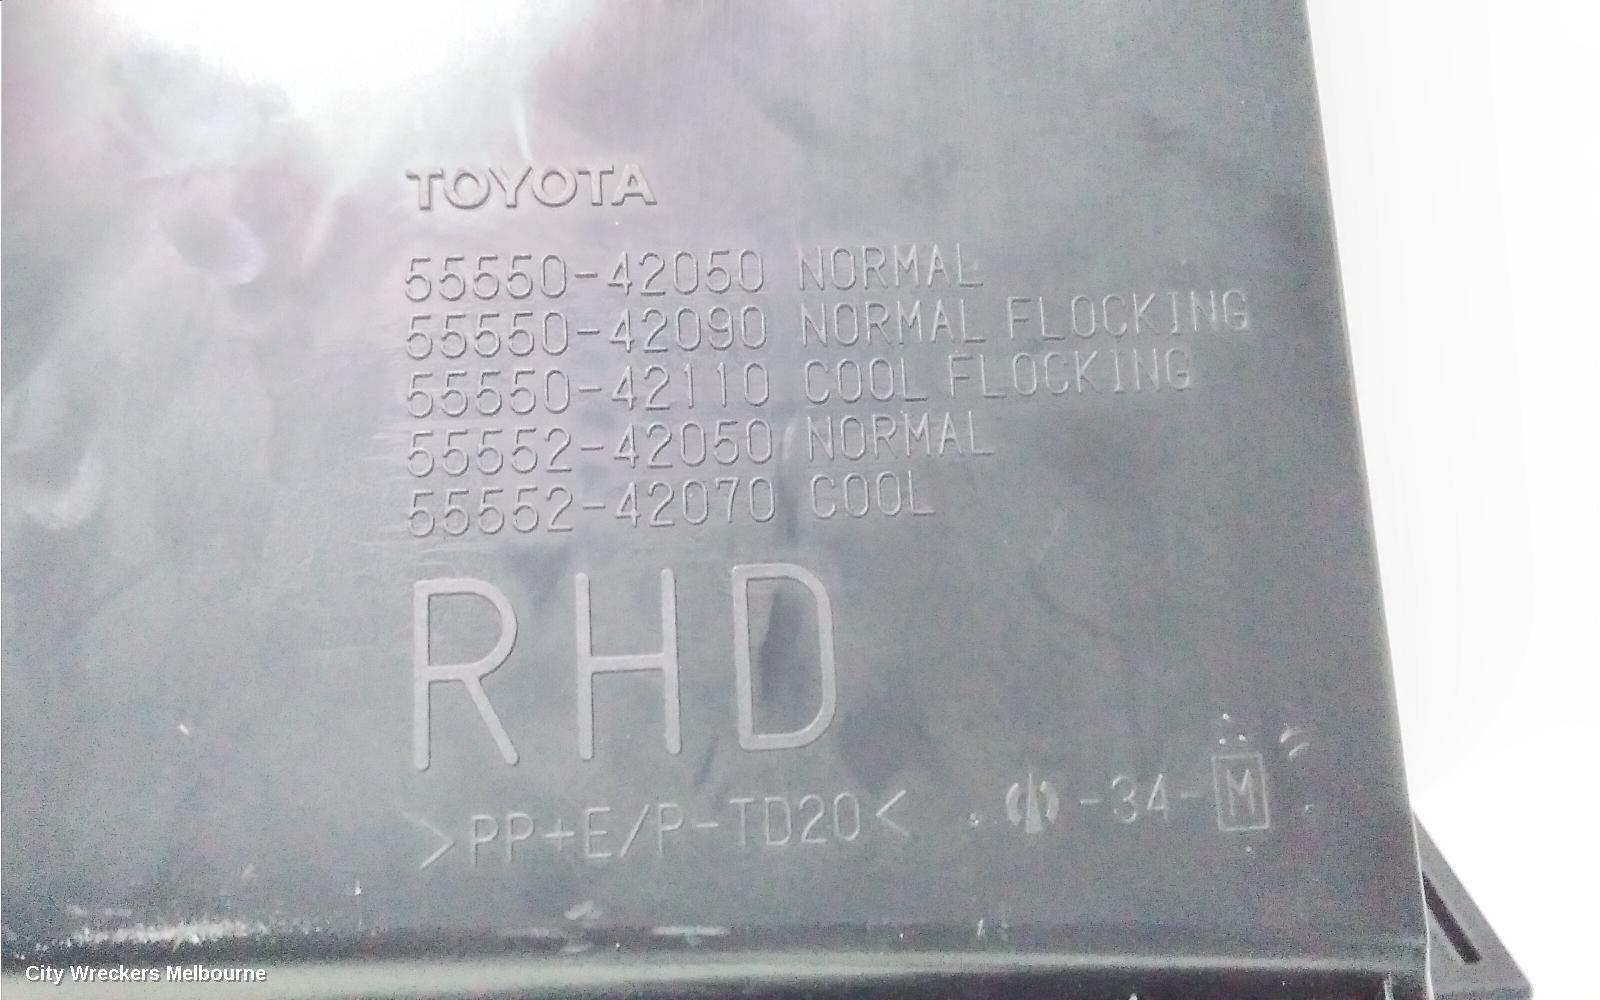 TOYOTA
55550-42050 NORMAL
55550-42090 NORMAL FLOCKING
55550-42110 COOL FLOCKING
55552-42050 NORMAL
55552-42070 COOL
RHD
>PP+E/P-TD20<
-34-M
City Wreckers Melbourne